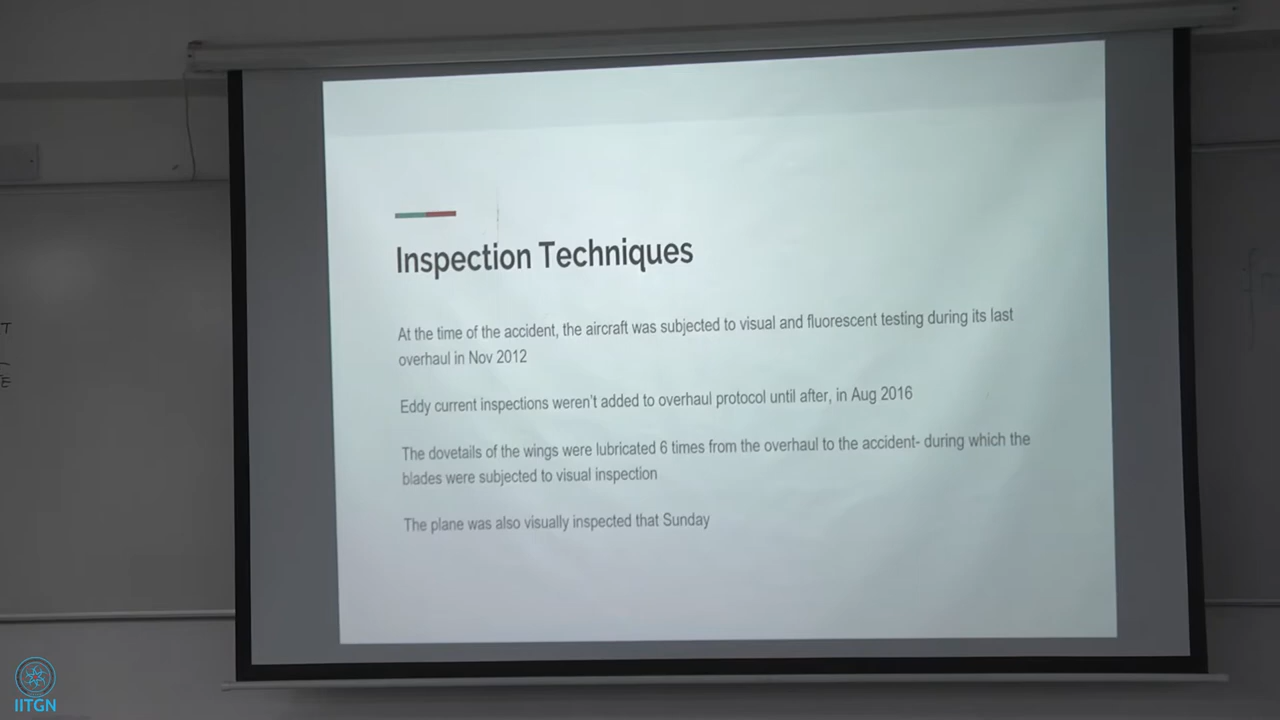 Inspection Techniques
At the time of the accident, the aircraft was subjected to visual and fluorescent testing during its last
overhaul in Nov 2012
Eddy current inspections weren't added to overhaul protocol until after, in Aug 2016
The dovetails of the wings were lubricated 6 times from the overhaul to the accident- during which the
blades were subjected to visual inspection
The plane was also visually inspected that Sunday
T
E
IITGN